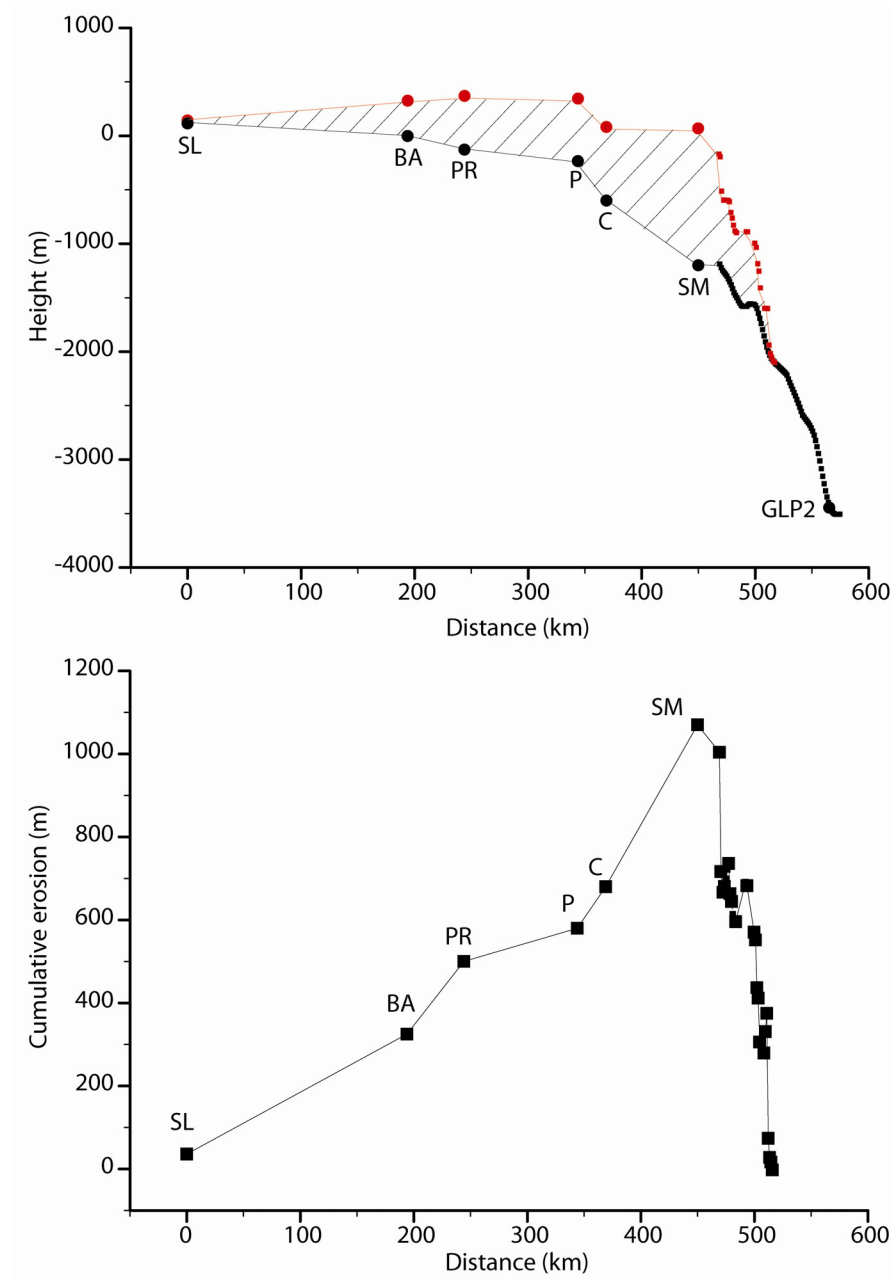 1000
0
-1000
-2000
-3000
-4000
Height (m)
SL
BA
PR
P
C
SM
GLP2
0 100 200 300 400 500 600
Distance (km)
1200
1000
800
600
400
200
0
Cumulative erosion (m)
SM
C
P
PR
BA
SL
0 100 200 300 400 500 600
Distance (km)